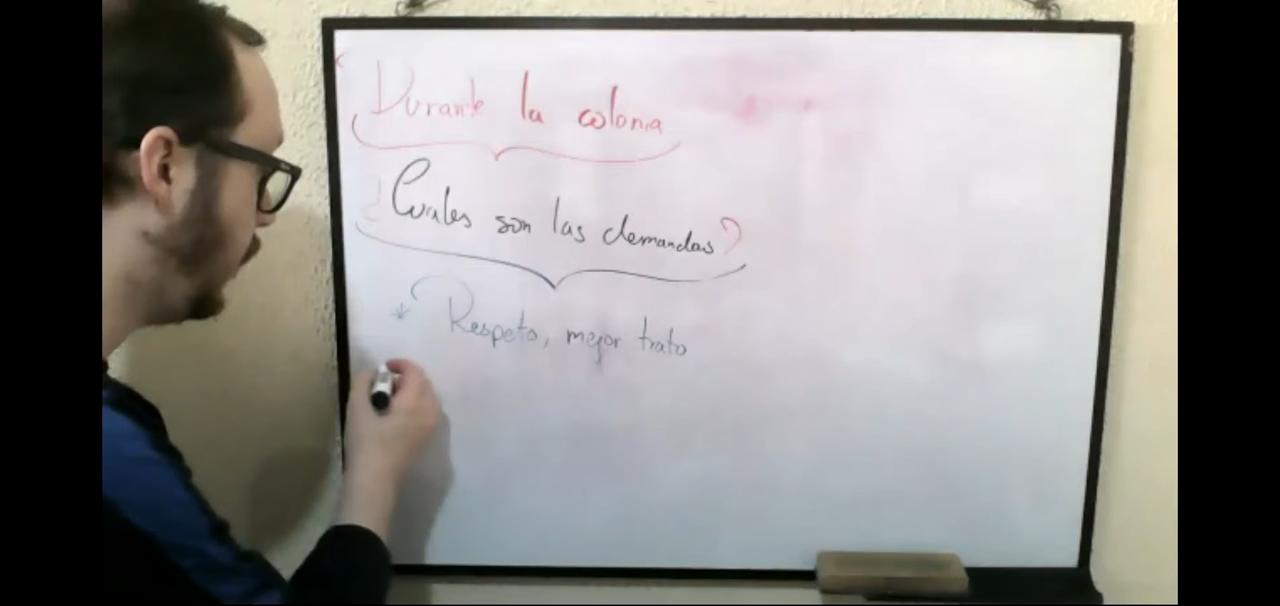 Durante la colonia
¿Cuales son las demandas?
* Respeto, mejor trato